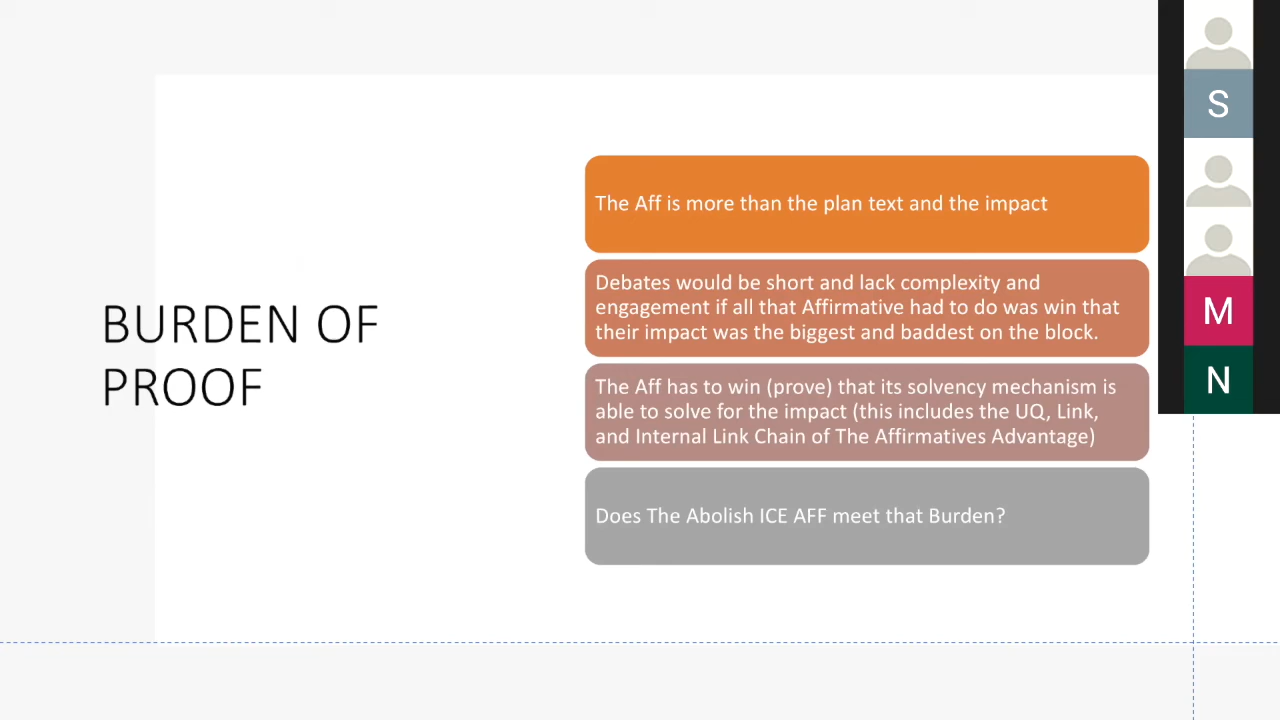 BURDEN OF
PROOF
The Aff is more than the plan text and the impact
Debates would be short and lack complexity and
engagement if all that Affirmative had to do was win that
their impact was the biggest and baddest on the block.
The Aff has to win (prove) that its solvency mechanism is
able to solve for the impact (this includes the UQ, Link,
and Internal Link Chain of The Affirmatives Advantage)
Does The Abolish ICE AFF meet that Burden?
S
M
N